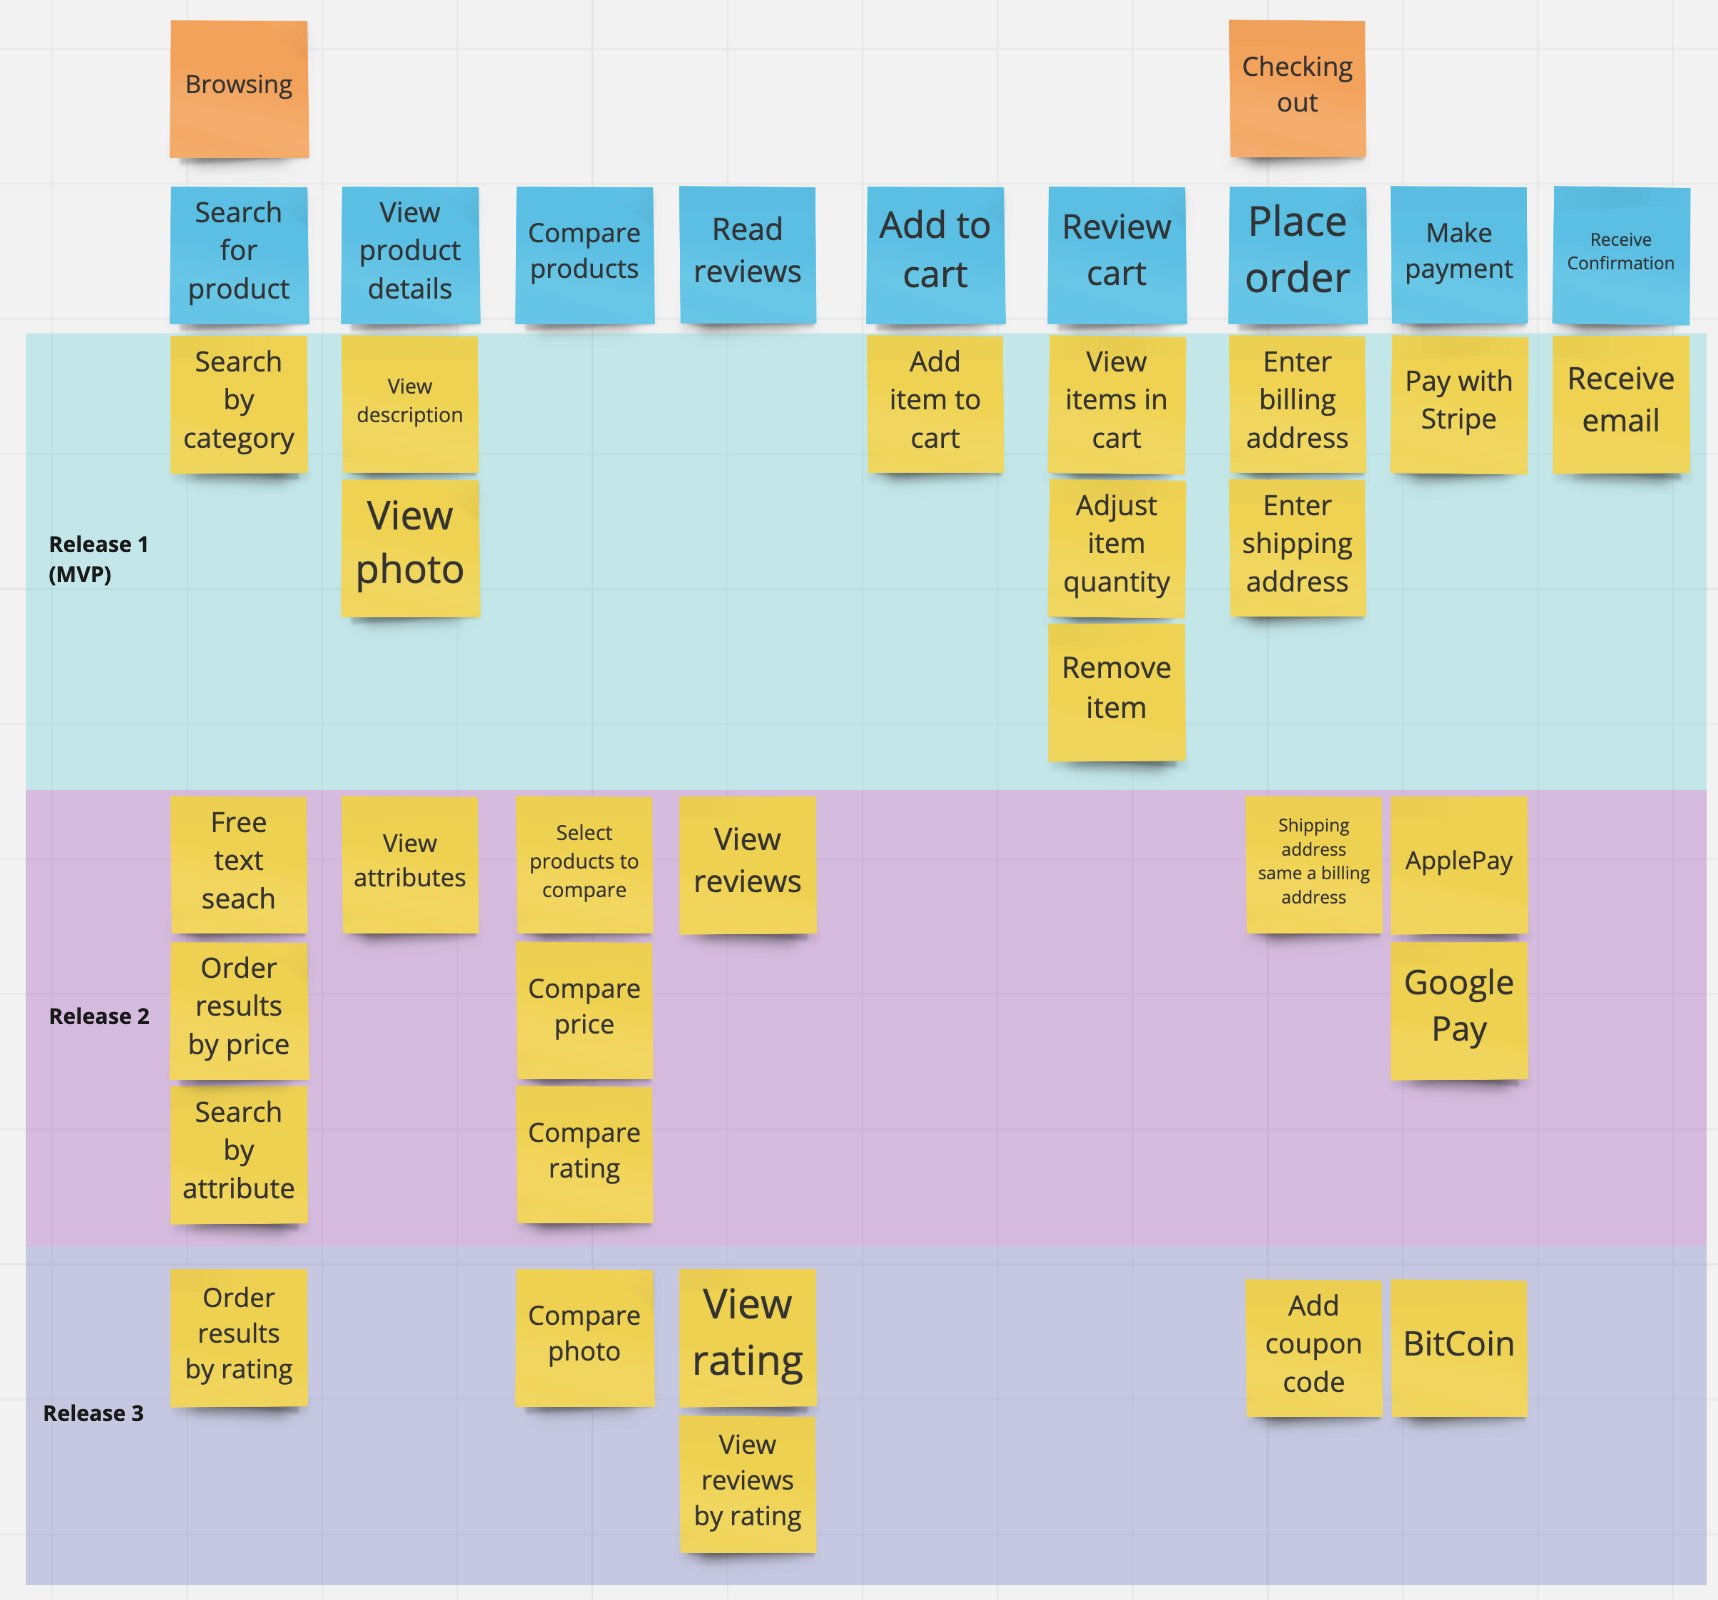 Browsing
Checking
out
Search
for
product
View
product
details
Compare
products
Read
reviews
Add to
cart
Review
cart
Place
order
Make
payment
Receive
Confirmation
Release 1
(MVP)
Search
by
category
View
description
Add
item to
cart
View
items in
cart
Enter
billing
address
Pay with
Stripe
Receive
email
View
photo
Adjust
item
quantity
Enter
shipping
address
Remove
item
Release 2
Free
text
seach
View
attributes
Select
products to
compare
View
reviews
Shipping
address
same a billing
address
ApplePay
Order
results
by price
Compare
price
Google
Pay
Search
by
attribute
Compare
rating
Release 3
Order
results
by rating
Compare
photo
View
rating
Add
coupon
code
BitCoin
View
reviews
by rating